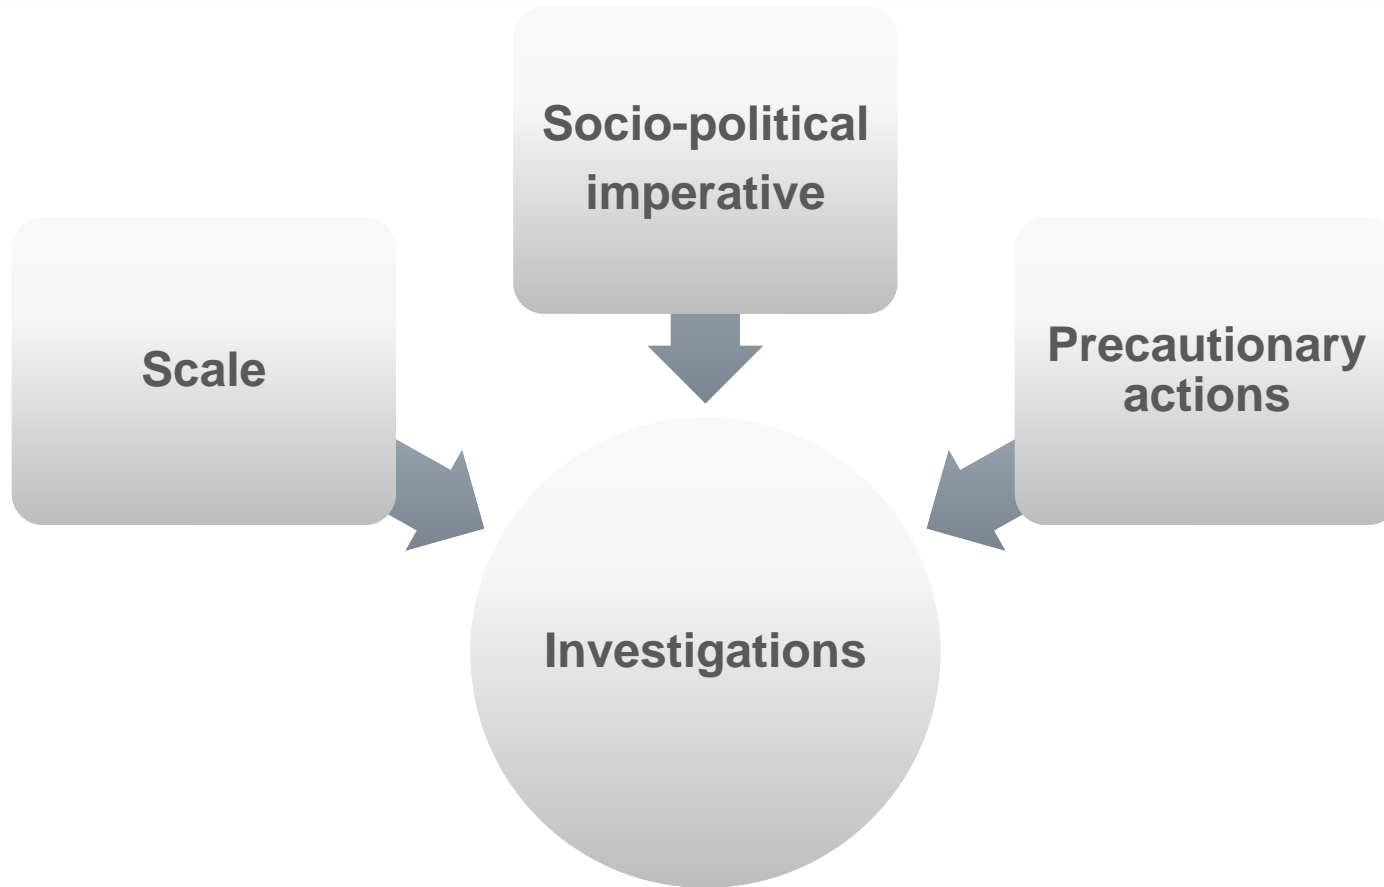 Socio-political
imperative
Scale
Precautionary
actions
Investigations